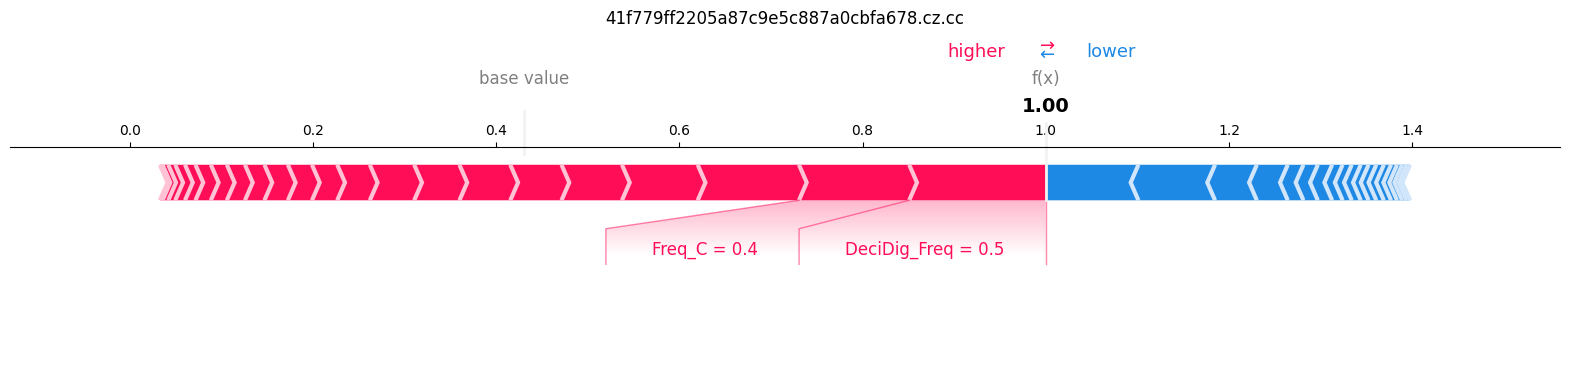 41f779ff2205a87c9e5c887a0cbfa678.cz.cc
higher ⇄ lower
base value f(x)
1.00
0.0 0.2 0.4 0.6 0.8 1.0 1.2 1.4
Freq_C = 0.4 DeciDig_Freq = 0.5